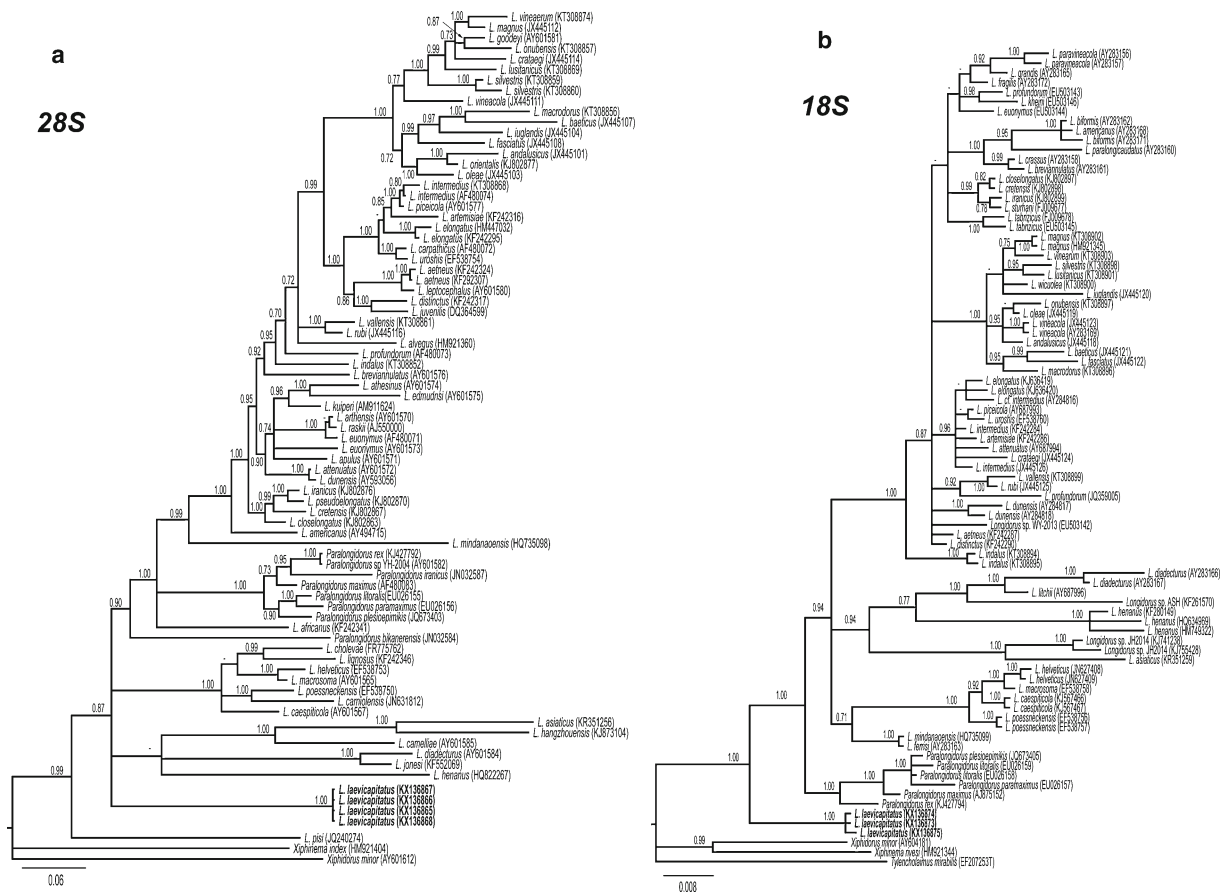 a
28S
L. vineaerum (KT308874)
L. magnus (JX445112)
L. goodeyi (AY601581)
L. onubensis (KT308857)
L. crataegi (JX445114)
L. lusitanicus (KT308869)
L. silvestris (KT308859)
L. silvestris (KT308860)
L. vineacola (JX445111)
L. macrodorus (KT308856)
L. baeticus (JX445107)
L. iuglandis (JX445104)
L. fasciatus (JX445108)
L. andalusicus (JX445101)
L. orientalis (KJ802877)
L. oleae (JX445103)
L. intermedius (KT308868)
L. intermedius (AF480074)
L. piceicola (AY601577)
L. artemisiae (KF242316)
L. elongatus (HM447032)
L. elongatus (KF242295)
L. carpathicus (AF480072)
L. uroshis (EF538754)
L. aetneus (KF242324)
L. aetneus (KF292307)
L. leptocephalus (AY601580)
L. distinctus (KF242317)
L. juvenilis (DQ364599)
L. vallensis (KT308861)
L. rubi (JX445116)
L. alvegus (HM921360)
L. profundorum (AF480073)
L. indalus (KT308852)
L. breviannulatus (AY601576)
L. athesinus (AY601574)
L. edmudnsi (AY601575)
L. kuiperi (AM911624)
L. arthensis (AY601570)
L. raskii (AJ550000)
L. euonymus (AF480071)
L. euonymus (AY601573)
L. apulus (AY601571)
L. attenuatus (AY601572)
L. dunensis (AY593056)
L. iranicus (KJ802876)
L. pseudoelongatus (KJ802870)
L. cretensis (KJ802867)
L. closelongatus (KJ802863)
L. americanus (AY494715)
L. mindanaoensis (HQ735098)
Paralongidorus rex (KJ427792)
Paralongidorus sp YH-2004 (AY601582)
Paralongidorus iranicus (JN032587)
Paralongidorus maximus (AF480083)
Paralongidorus litoralis(EU026155)
Paralongidorus paramaximus (EU026156)
Paralongidorus plesioepimikis (JQ673403)
L. africanus (KF242341)
Paralongidorus bikanerensis (JN032584)
L. cholevae (FR775762)
L. lignosus (KF242346)
L. helveticus (EF538753)
L. macrosoma (AY601565)
L. poessneckensis (EF538750)
L. carniolensis (JN631812)
L. caespiticola (AY601567)
L. asiaticus (KR351256)
L. hangzhouensis (KJ873104)
L. camelliae (AY601585)
L. diadecturus (AY601584)
L. jonesi (KF552069)
L. henanus (HQ822267)
L. laevicapitatus (KX136867)
L. laevicapitatus (KX136866)
L. laevicapitatus (KX136865)
L. laevicapitatus (KX136868)
L. pisi (JQ240274)
Xiphinema index (HM921404)
Xiphidorus minor (AY601612)
0.06
b
18S
L. paravineacola (AY283156)
L. paravineacola (AY283157)
L. grandis (AY283165)
L. fragilis (AY283172)
L. profundorum (EU503143)
L. kheirii (EU503146)
L. euonymus (EU503144)
L. biformis (AY283162)
L. americanus (AY283168)
L. biformis (AY283171)
L. paralongicaudatus (AY283160)
L. crassus (AY283158)
L. breviannulatus (AY283161)
L. closelongatus (KJ802897)
L. cretensis (KJ802898)
L. iranicus (KJ802899)
L. sturhani (FJ009677)
L. tabrizicus (FJ009678)
L. tabrizicus (EU503145)
L. magnus (KT308902)
L. magnus (HM921345)
L. vinearum (KT308903)
L. silvestris (KT308898)
L. lusitanicus (KT308901)
L. wicuolea (KT308900)
L. iuglandis (JX445120)
L. onubensis (KT308897)
L. oleae (JX445119)
L. vineacola (JX445123)
L. vineacola (AY283169)
L. andalusicus (JX445118)
L. baeticus (JX445121)
L. fasciatus (JX445122)
L. macrodorus (KT308896)
L. elongatus (KJ636419)
L. elongatus (KJ636420)
L. cf. intermedius (AY284816)
L. piceicola (AY687993)
L. uroshis (EF538760)
L. intermedius (KF242284)
L. artemisiae (KF242286)
L. attenuatus (AY687994)
L. crataegi (JX445124)
L. intermedius (JX445126)
L. vallensis (KT308899)
L. rubi (JX445125)
L. profundorum (JQ359005)
L. dunensis (AY284817)
L. dunensis (AY284818)
Longidorus sp. WY-2013 (EU503142)
L. aetneus (KF242287)
L. distinctus (KF242290)
L. indalus (KT308894)
L. indalus (KT308895)
L. diadecturus (AY283166)
L. diadecturus (AY283167)
L. litchii (AY687996)
Longidorus sp. ASH (KF261570)
L. henanus (KF280149)
L. henanus (HQ634969)
L. henanus (HM749322)
Longidorus sp. JH2014 (KJ741238)
Longidorus sp. JH2014 (KJ755428)
L. asiaticus (KR351259)
L. helveticus (JN627408)
L. helveticus (JN627409)
L. macrosoma (EF538758)
L. caespiticola (KJ567466)
L. caespiticola (KJ567467)
L. poessneckensis (EF538756)
L. poessneckensis (EF538757)
L. mindanaoensis (HQ735099)
L. ferrisi (AY283163)
Paralongidorus plesioepimikis (JQ673405)
Paralongidorus litoralis (EU026159)
Paralongidorus litoralis (EU026158)
Paralongidorus paramaximus (EU026157)
Paralongidorus maximus (AJ875152)
Paralongidorus rex (KJ427794)
L. laevicapitatus (KX136874)
L. laevicapitatus (KX136873)
L. laevicapitatus (KX136875)
Xiphidorus minor (AY604181)
Xiphinema rivesi (HM921344)
Tylencholaimus mirabilis (EF207253T)
0.008